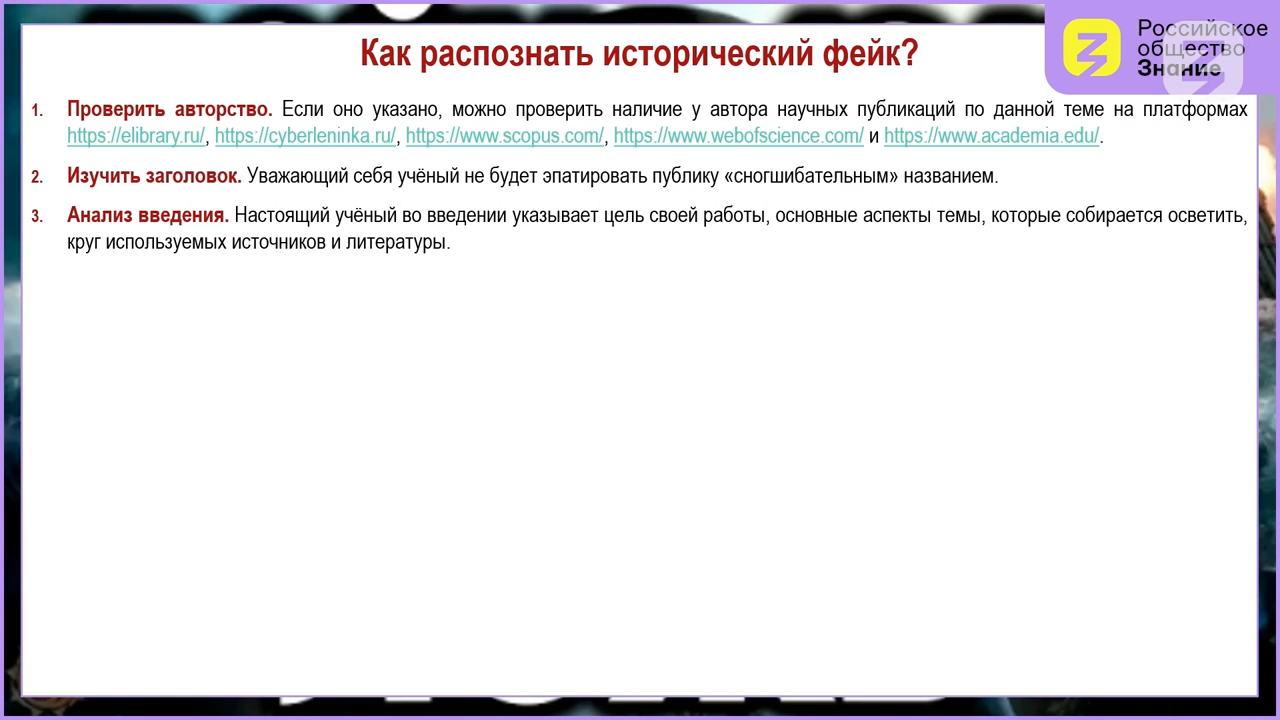 Как распознать исторический фейк?
Российское
общество
Знание
1. Проверить авторство. Если оно указано, можно проверить наличие у автора научных публикаций по данной теме на платформах
https://elibrary.ru/, https://cyberleninka.ru/, https://www.scopus.com/, https://www.webofscience.com/ и https://www.academia.edu/.
2. Изучить заголовок. Уважающий себя учёный не будет эпатировать публику «сногшибательным» названием.
3. Анализ введения. Настоящий учёный во введении указывает цель своей работы, основные аспекты темы, которые собирается осветить,
круг используемых источников и литературы.